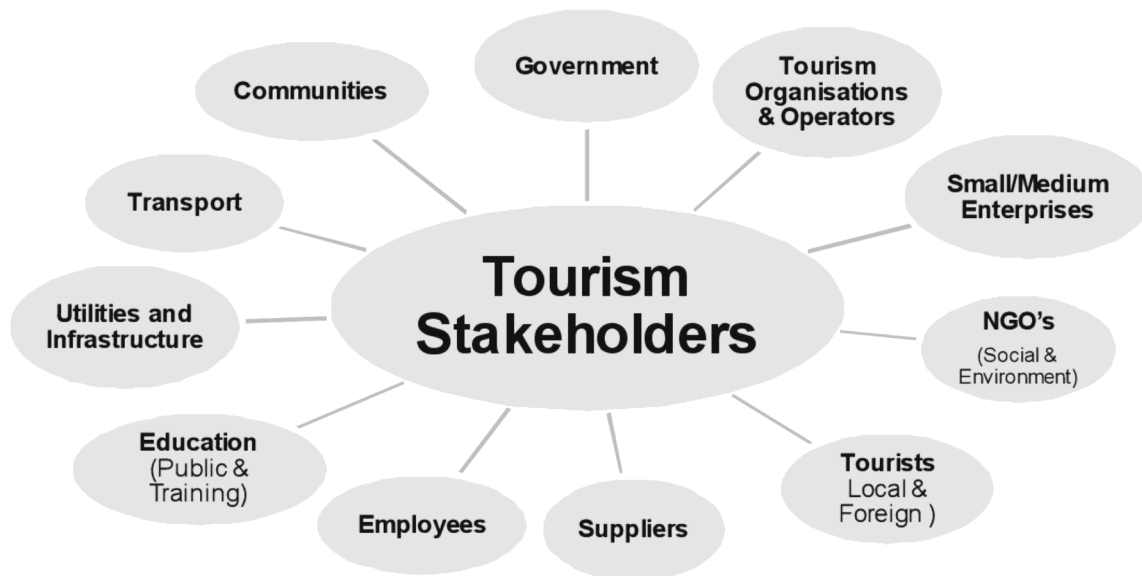 Government
Tourism
Organisations
& Operators
Communities
Small/Medium
Enterprises
Transport
Tourism
Stakeholders
Utilities and
Infrastructure
NGO's
(Social &
Environment)
Education
(Public &
Training)
Tourists
Local &
Foreign )
Employees
Suppliers